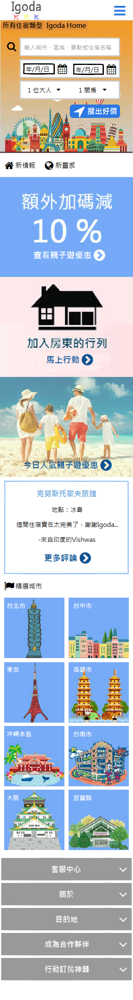 Igoda
所有住宿類型 Igoda Home
輸入城市、區域、景點或住宿名稱
年/月/日 年/月/日
1 位大人 1 間房
搜出好價
新情報 新靈感
額外加碼減
10 %
查看親子遊優惠
加入房東的行列
馬上行動
今日人氣親子遊優惠
克勞斯托霍夫旅館
地點：冰島
這間住宿實在太完美了，謝謝Igoda...
-來自印度的Vishwas
更多評論
精選城市
台北市 台中市
東京 高雄市
沖繩本島 台南市
大阪 宜蘭縣
客服中心
關於
目的地
成為合作夥伴
行動訂房神器